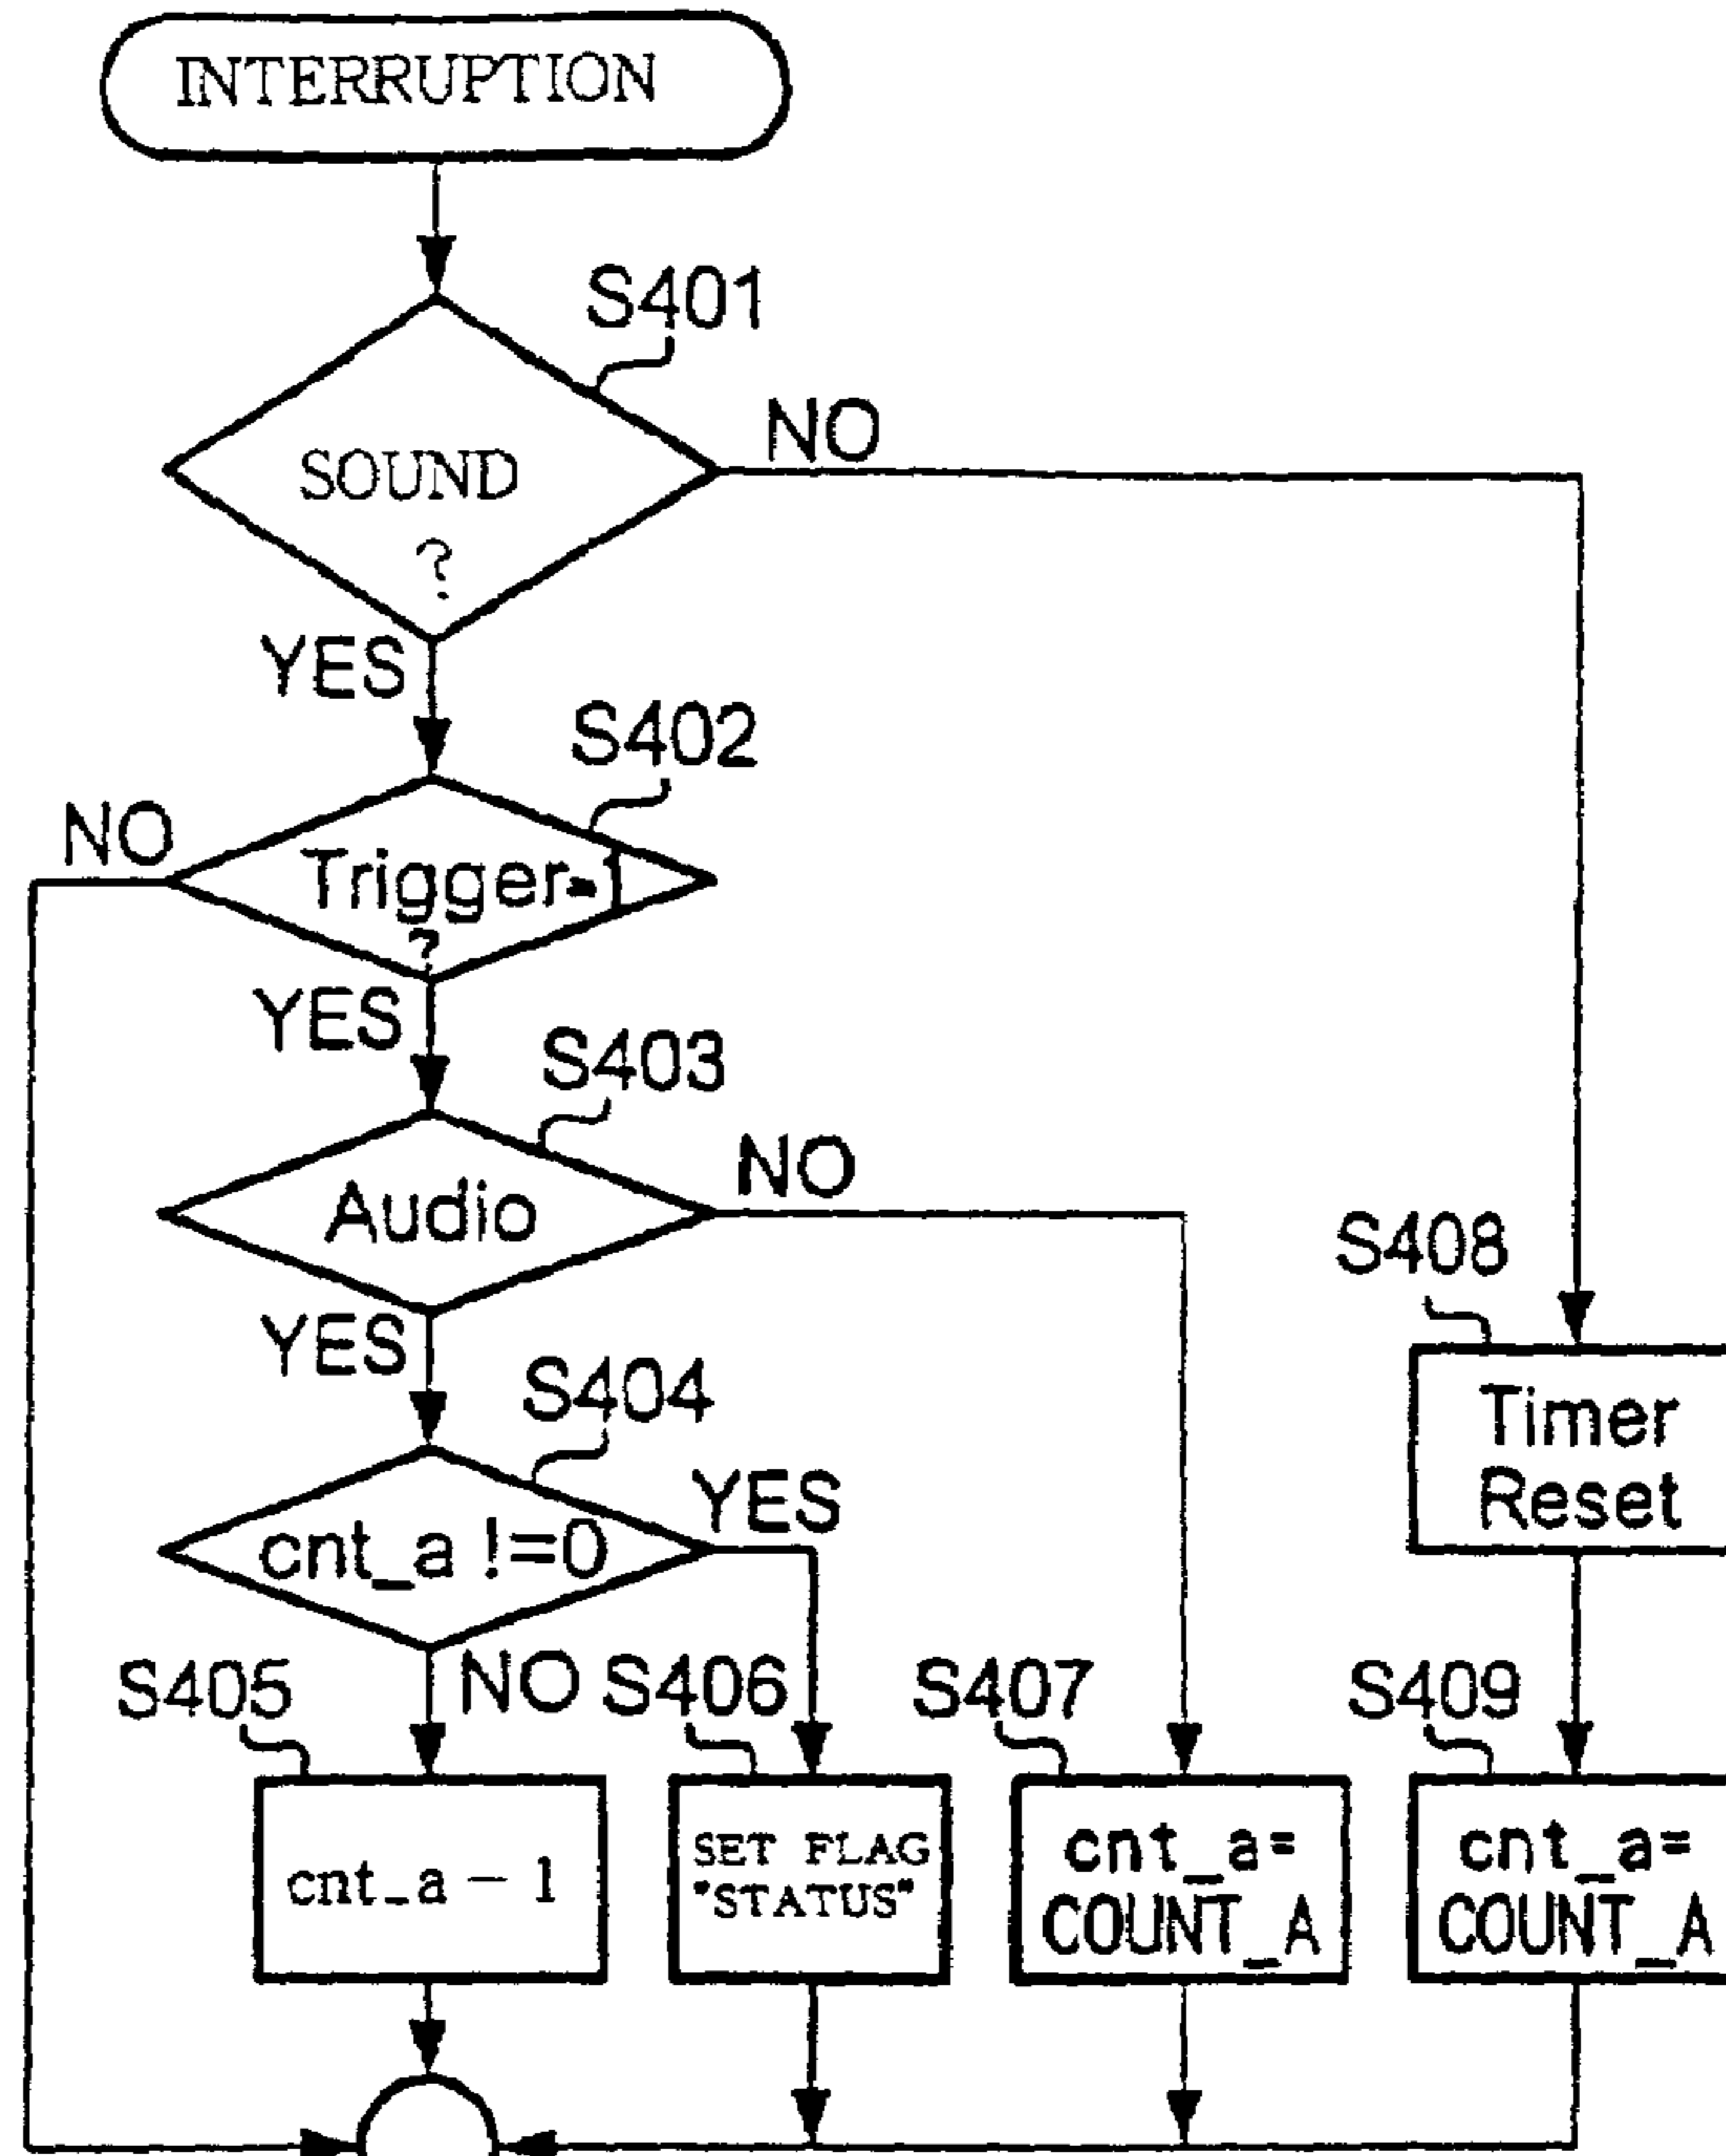 INTERRUPTION
S401
NO
SOUND
?
YES
S402
NO
Trigger=1
?
YES
S403
NO
Audio
YES
S404
YES
cnt_a !=0
S408
Timer
Reset
S405
NO
S406
S407
S409
cnt_a - 1
SET FLAG
"STATUS"
cnt_a=
COUNT_A
cnt_a=
COUNT_A